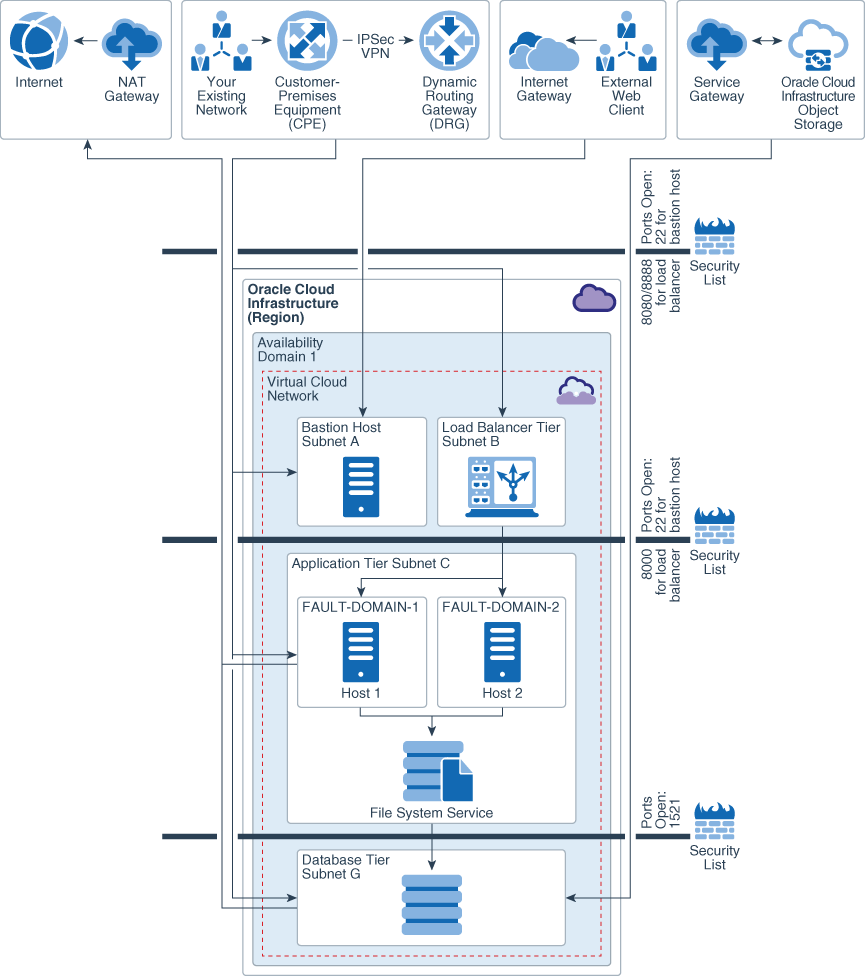 Internet
NAT
Gateway
Your
Existing
Network
Customer-
Premises
Equipment
(CPE)
IPSec
VPN
Dynamic
Routing
Gateway
(DRG)
Internet
Gateway
External
Web
Client
Service
Gateway
Oracle Cloud
Infrastructure
Object
Storage
Ports Open:
22 for
bastion host
8080/8888
for load
balancer
Security
List
Oracle Cloud
Infrastructure
(Region)
Availability
Domain 1
Virtual Cloud
Network
Bastion Host
Subnet A
Load Balancer Tier
Subnet B
Ports Open:
22 for
bastion host
8000
for load
balancer
Security
List
Application Tier Subnet C
FAULT-DOMAIN-1
Host 1
FAULT-DOMAIN-2
Host 2
File System Service
Ports
Open:
1521
Security
List
Database Tier
Subnet G